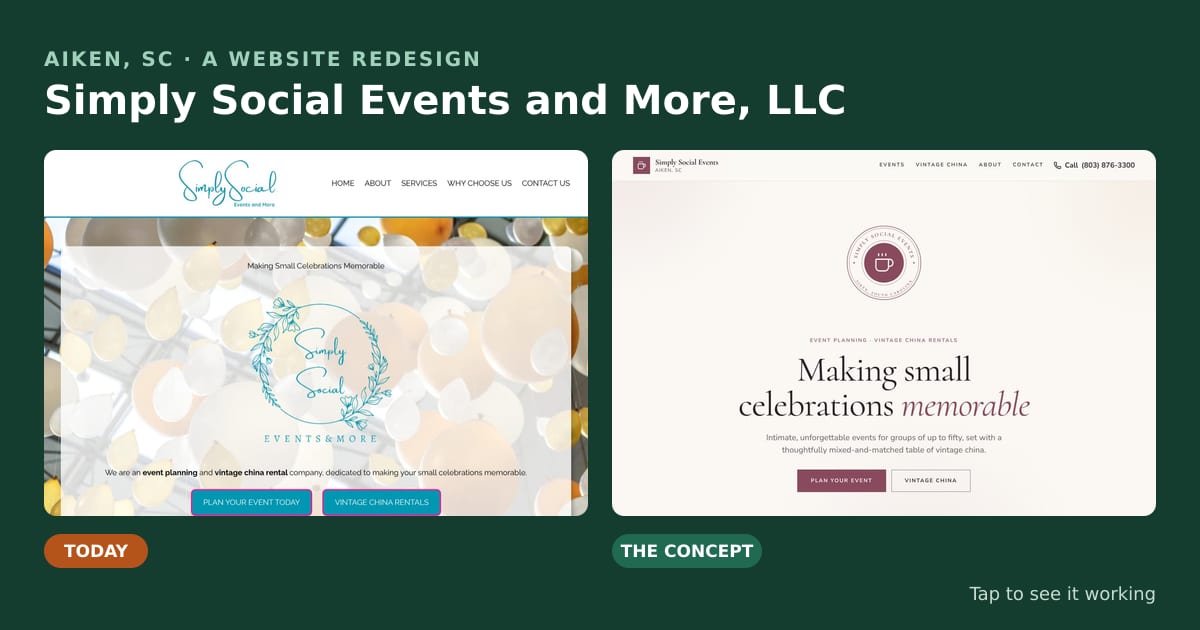 AIKEN, SC · A WEBSITE REDESIGN
Simply Social Events and More, LLC
Simply Social
Events and More
HOME ABOUT SERVICES WHY CHOOSE US CONTACT US
Making Small Celebrations Memorable
Simply
Social
EVENTS&MORE
We are an event planning and vintage china rental company, dedicated to making your small celebrations memorable.
PLAN YOUR EVENT TODAY VINTAGE CHINA RENTALS
Simply Social Events
AIKEN, SC
EVENTS VINTAGE CHINA ABOUT CONTACT Call (803) 876-3300
SIMPLY SOCIAL EVENTS
AIKEN, SOUTH CAROLINA
EVENT PLANNING · VINTAGE CHINA RENTALS
Making small
celebrations memorable
Intimate, unforgettable events for groups of up to fifty, set with a
thoughtfully mixed-and-matched table of vintage china.
PLAN YOUR EVENT VINTAGE CHINA
TODAY
THE CONCEPT
Tap to see it working